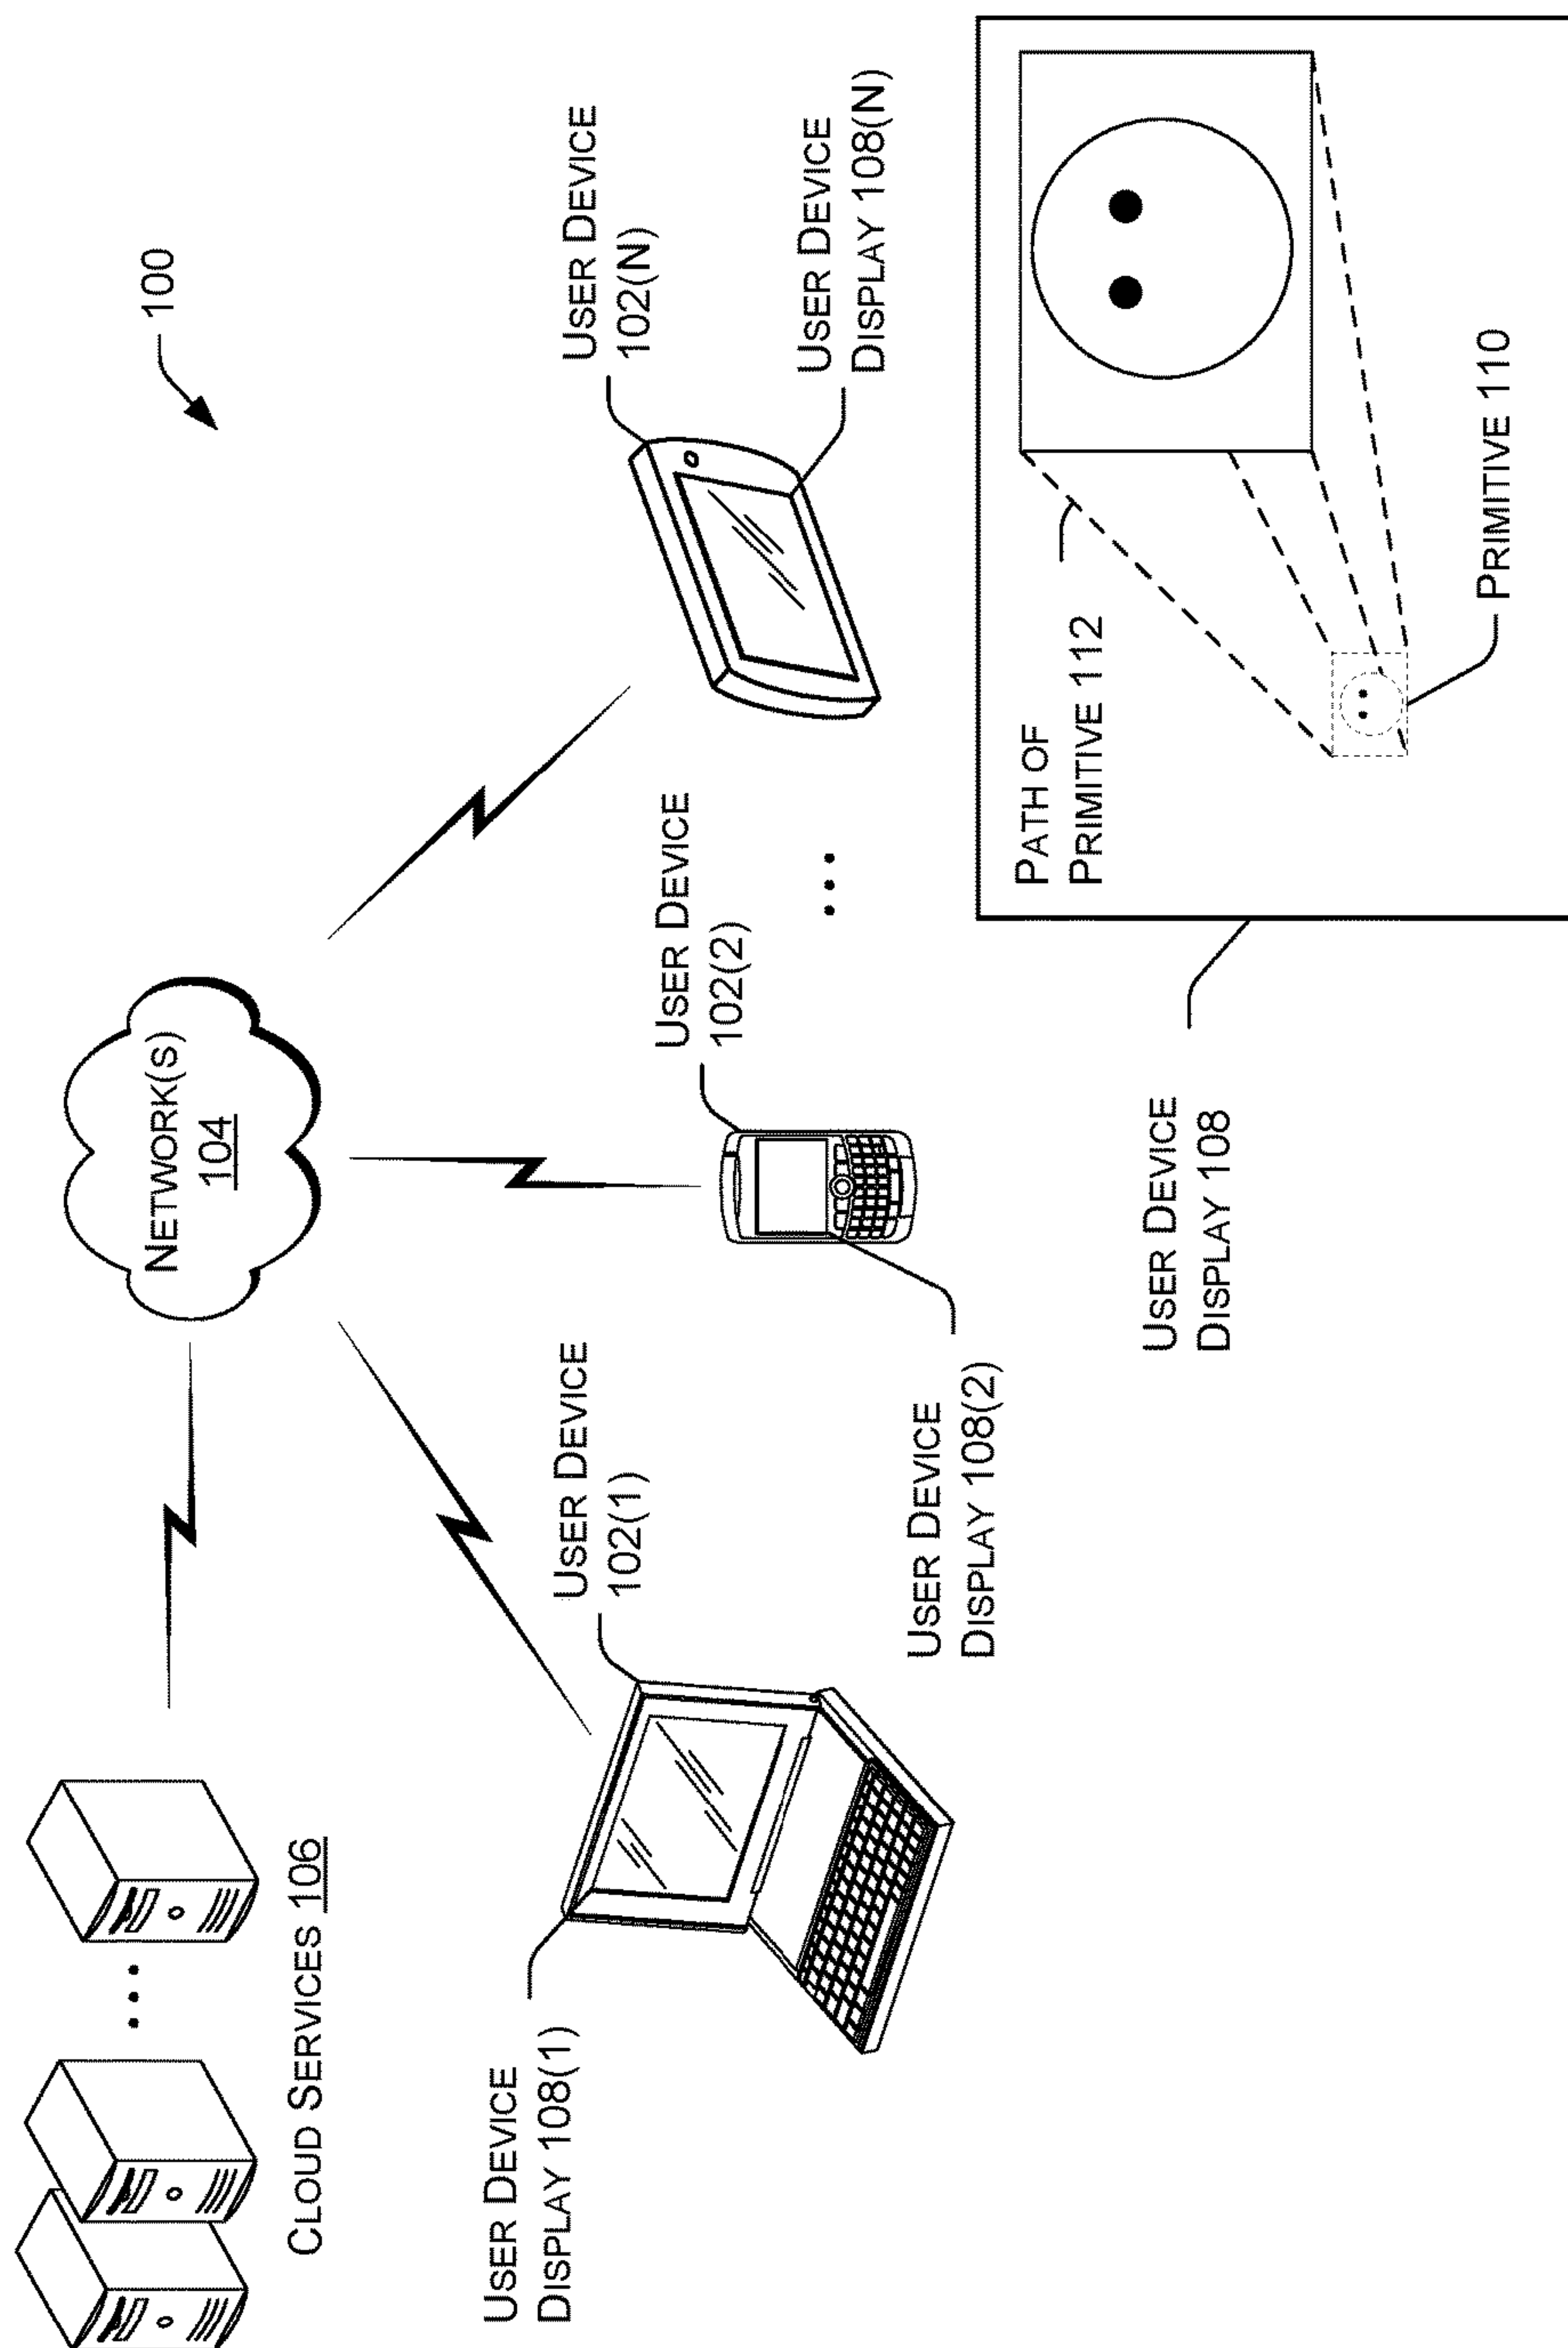 100
NETWORK(S)
104
CLOUD SERVICES 106
USER DEVICE
102(1)
USER DEVICE
DISPLAY 108(1)
USER DEVICE
102(2)
USER DEVICE
DISPLAY 108(2)
USER DEVICE
102(N)
USER DEVICE
DISPLAY 108(N)
USER DEVICE
DISPLAY 108
PATH OF
PRIMITIVE 112
PRIMITIVE 110